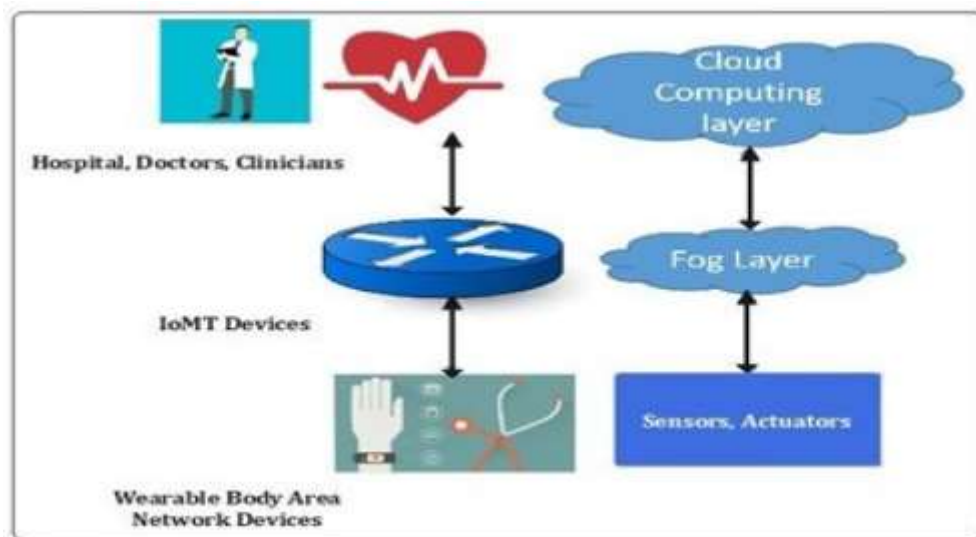 Cloud
Computing
layer
Hospital, Doctors, Clinicians
Fog Layer
IoMT Devices
Sensors, Actuators
Wearable Body Area
Network Devices